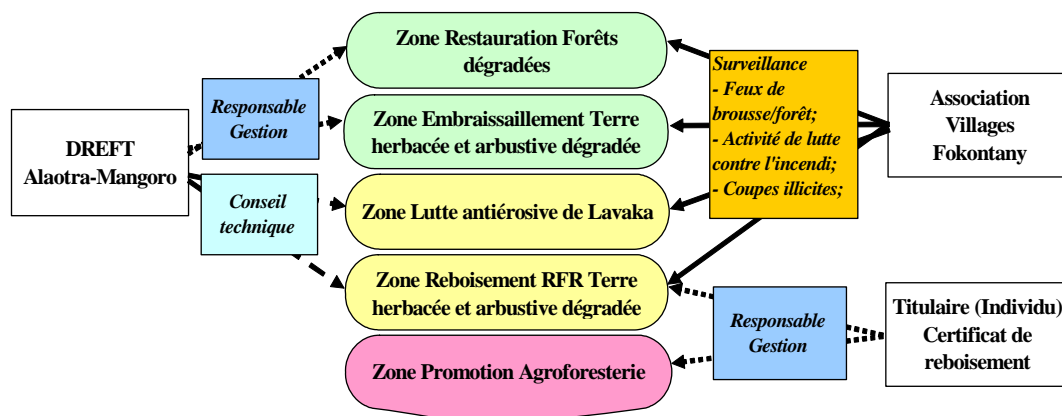 DREFT
Alaotra-Mangoro
Responsable
Gestion
Conseil
technique
Zone Restauration Forêts
dégradées
Zone Embraissaillement Terre
herbacée et arbustive dégradée
Zone Lutte antiérosive de Lavaka
Zone Reboisement RFR Terre
herbacée et arbustive dégradée
Zone Promotion Agroforesterie
Surveillance
- Feux de
brousse/forêt;
- Activité de lutte
contre l'incendi;
- Coupes illicites;
Responsable
Gestion
Association
Villages
Fokontany
Titulaire (Individu)
Certificat de
reboisement